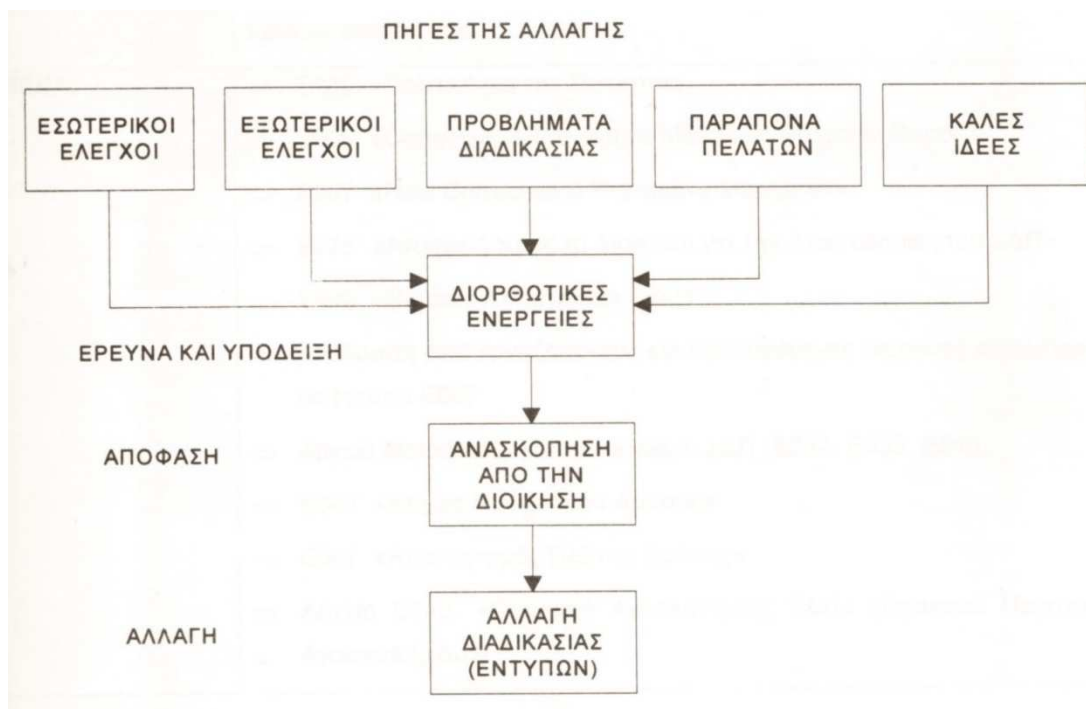 ΠΗΓΕΣ ΤΗΣ ΑΛΛΑΓΗΣ
ΕΣΩΤΕΡΙΚΟΙ
ΕΛΕΓΧΟΙ
ΕΞΩΤΕΡΙΚΟΙ
ΕΛΕΓΧΟΙ
ΠΡΟΒΛΗΜΑΤΑ
ΔΙΑΔΙΚΑΣΙΑΣ
ΠΑΡΑΠΟΝΑ
ΠΕΛΑΤΩΝ
ΚΑΛΕΣ
ΙΔΕΕΣ
ΔΙΟΡΘΩΤΙΚΕΣ
ΕΝΕΡΓΕΙΕΣ
ΕΡΕΥΝΑ ΚΑΙ ΥΠΟΔΕΙΞΗ
ΑΠΟΦΑΣΗ
ΑΝΑΣΚΟΠΗΣΗ
ΑΠΟ ΤΗΝ
ΔΙΟΙΚΗΣΗ
ΑΛΛΑΓΗ
ΑΛΛΑΓΗ
ΔΙΑΔΙΚΑΣΙΑΣ
(ΕΝΤΥΠΩΝ)